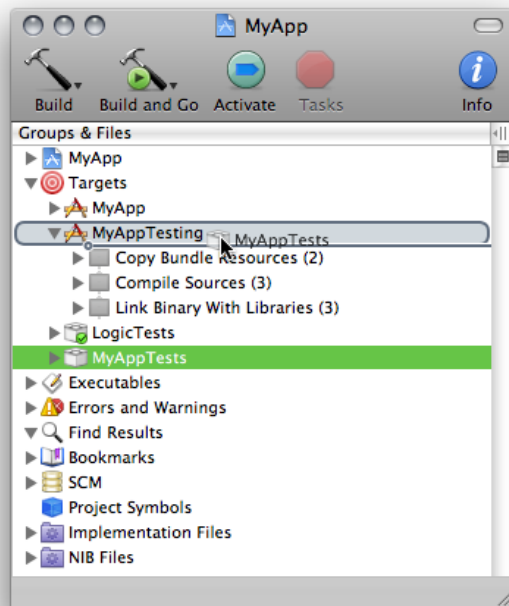 MyApp
Build Build and Go Activate Tasks Info
Groups & Files
MyApp
Targets
MyApp
MyAppTesting
MyAppTests
Copy Bundle Resources (2)
Compile Sources (3)
Link Binary With Libraries (3)
LogicTests
MyAppTests
Executables
Errors and Warnings
Find Results
Bookmarks
SCM
Project Symbols
Implementation Files
NIB Files